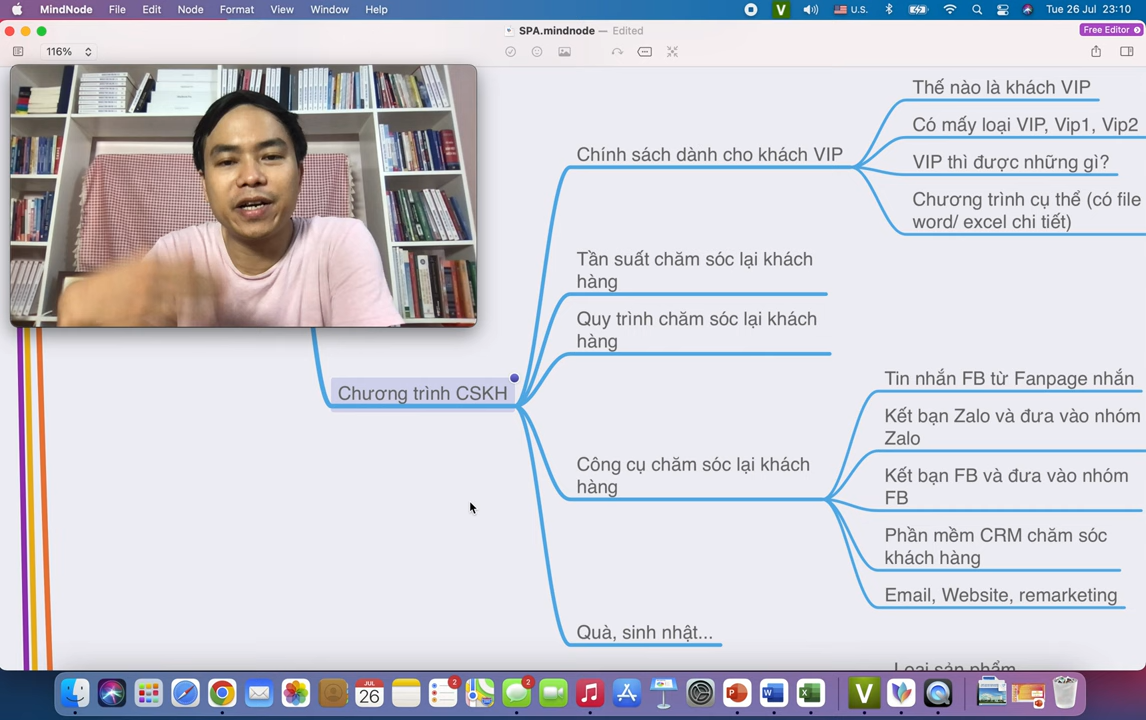 MindNode File Edit Node Format View Window Help
V U.S. Tue 26 Jul 23:10
SPA.mindnode — Edited
Free Editor
116%
Thế nào là khách VIP
Có mấy loại VIP, Vip1, Vip2
Chính sách dành cho khách VIP
VIP thì được những gì?
Chương trình cụ thể (có file
word/ excel chi tiết)
Tần suất chăm sóc lại khách
hàng
Quy trình chăm sóc lại khách
hàng
Chương trình CSKH
Tin nhắn FB từ Fanpage nhắn
Kết bạn Zalo và đưa vào nhóm
Zalo
Công cụ chăm sóc lại khách
hàng
Kết bạn FB và đưa vào nhóm
FB
Phần mềm CRM chăm sóc
khách hàng
Email, Website, remarketing
Quà, sinh nhật...
Loại sản phẩm
JUL
26
2
2
P
W
X
V